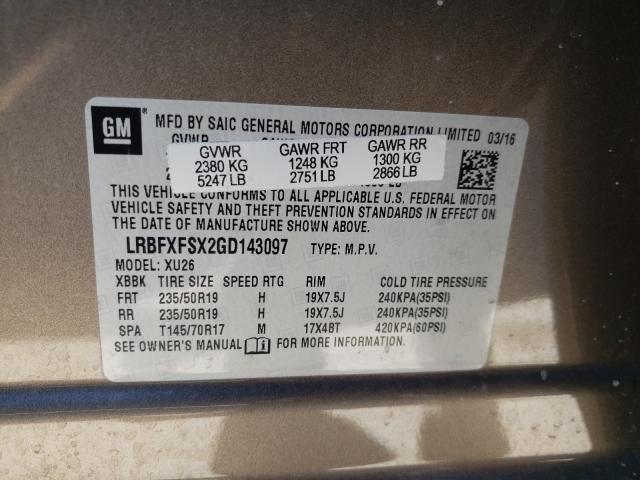 GM MFD BY SAIC GENERAL MOTORS CORPORATION LIMITED 03/16
GVWR GAWR FRT GAWR RR
2380 KG 1248 KG 1300 KG
5247 LB 2751 LB 2866 LB
THIS VEHICLE CONFORMS TO ALL APPLICABLE U.S. FEDERAL MOTOR
VEHICLE SAFETY AND THEFT PREVENTION STANDARDS IN EFFECT ON
THE DATE OF MANUFACTURE SHOWN ABOVE.
LRBFXFSX2GD143097 TYPE: M.P.V.
MODEL: XU26
XBBK TIRE SIZE SPEED RTG RIM COLD TIRE PRESSURE
FRT 235/50R19 H 19X7.5J 240KPA(35PSI)
RR 235/50R19 H 19X7.5J 240KPA(35PSI)
SPA T145/70R17 M 17X4BT 420KPA(60PSI)
SEE OWNER'S MANUAL FOR MORE INFORMATION.